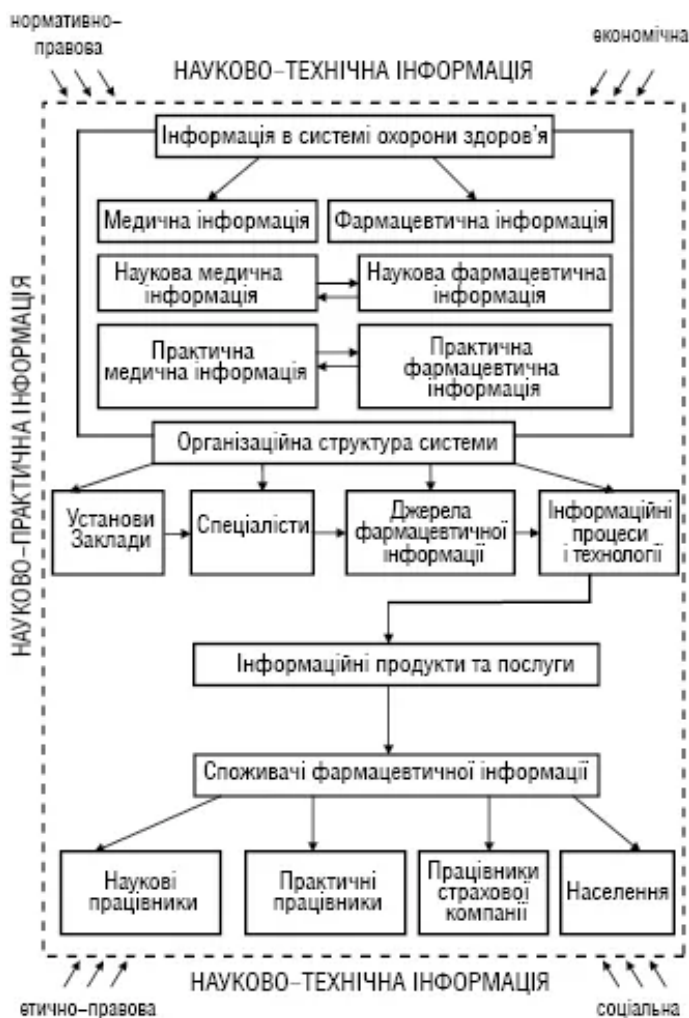 нормативно–
правова
економічна
НАУКОВО–ТЕХНІЧНА ІНФОРМАЦІЯ
Інформація в системі охорони здоров'я
Медична інформація
Фармацевтична інформація
Наукова медична
інформація
Наукова фармацевтична
інформація
Практична
медична інформація
Практична
фармацевтична
інформація
НАУКОВО–ПРАКТИЧНА ІНФОРМАЦІЯ
Організаційна структура системи
Установи
Заклади
Спеціалісти
Джерела
фармацевтичної
інформації
Інформаційні
процеси
і технології
Інформаційні продукти та послуги
Споживачі фармацевтичної інформації
Наукові
працівники
Практичні
працівники
Працівники
страхової
компанії
Населення
НАУКОВО–ТЕХНІЧНА ІНФОРМАЦІЯ
етично–правова
соціальна